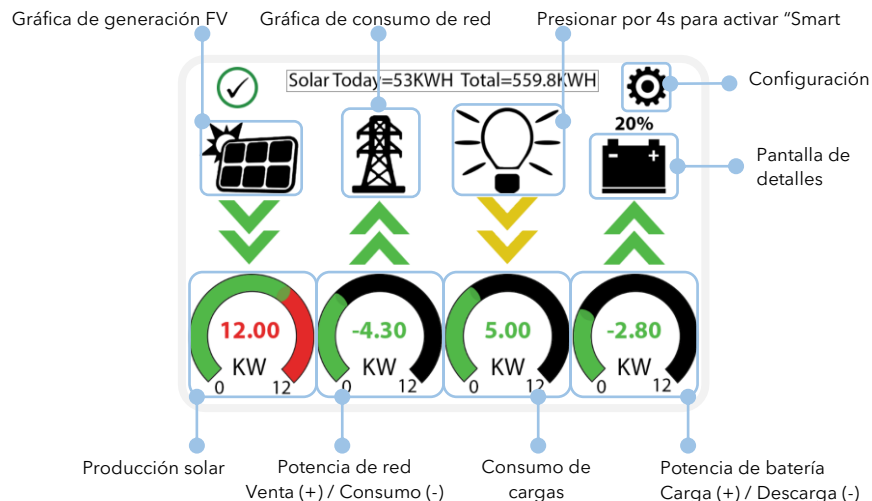 Gráfica de generación FV
Gráfica de consumo de red
Presionar por 4s para activar “Smart
Solar Today=53KWH Total=559.8KWH
Configuración
20%
Pantalla de
detalles
12.00
KW
0 12
-4.30
KW
0 12
5.00
KW
0 12
-2.80
KW
0 12
Producción solar
Potencia de red
Venta (+) / Consumo (-)
Consumo de
cargas
Potencia de batería
Carga (+) / Descarga (-)